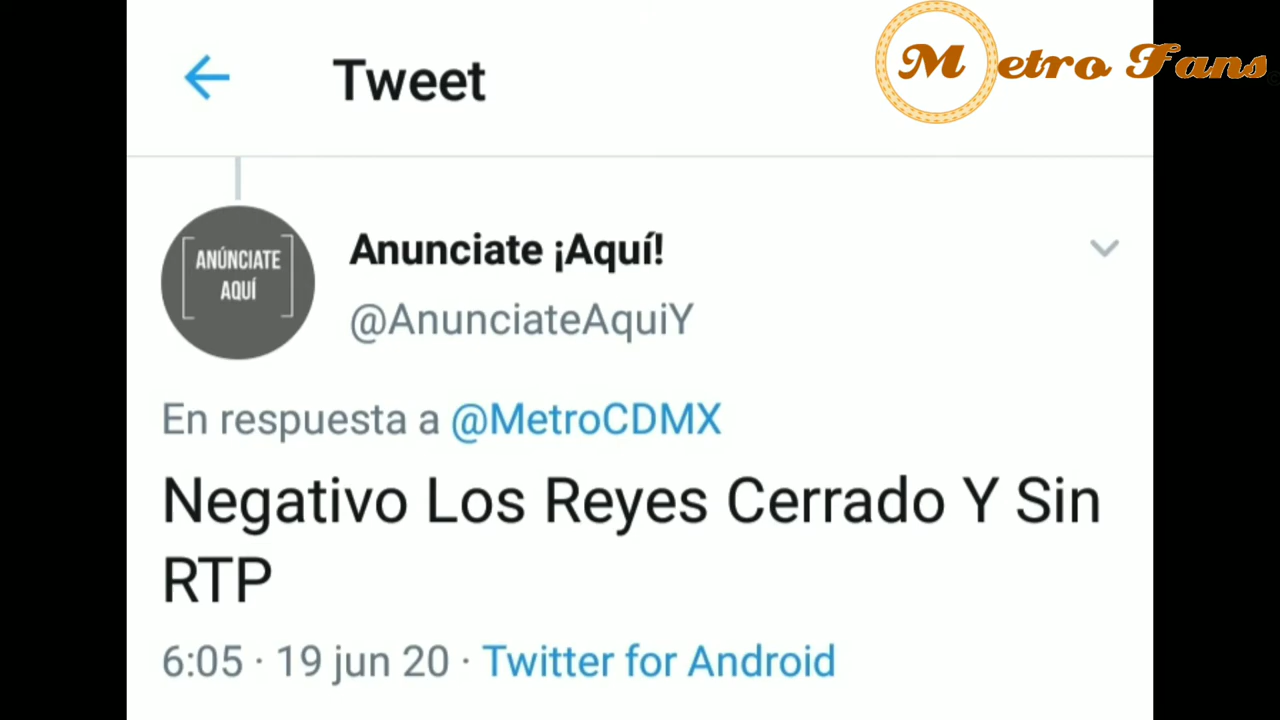 Tweet
Metro Fans
ANÚNCIATE
AQUÍ
Anunciate ¡Aquí!
@AnunciateAquiY
En respuesta a @MetroCDMX
Negativo Los Reyes Cerrado Y Sin
RTP
6:05 · 19 jun 20 · Twitter for Android